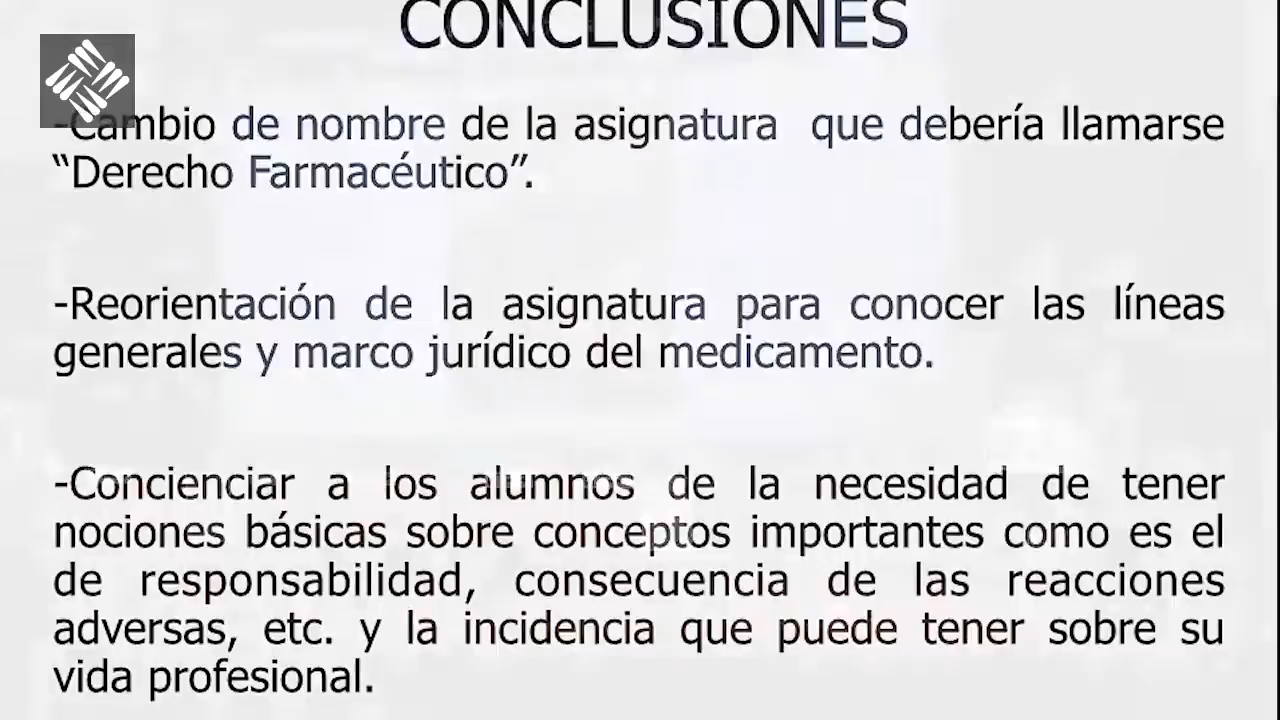 CONCLUSIONES
-Cambio de nombre de la asignatura que debería llamarse
“Derecho Farmacéutico”.
-Reorientación de la asignatura para conocer las líneas
generales y marco jurídico del medicamento.
-Concienciar a los alumnos de la necesidad de tener
nociones básicas sobre conceptos importantes como es el
de responsabilidad, consecuencia de las reacciones
adversas, etc. y la incidencia que puede tener sobre su
vida profesional.